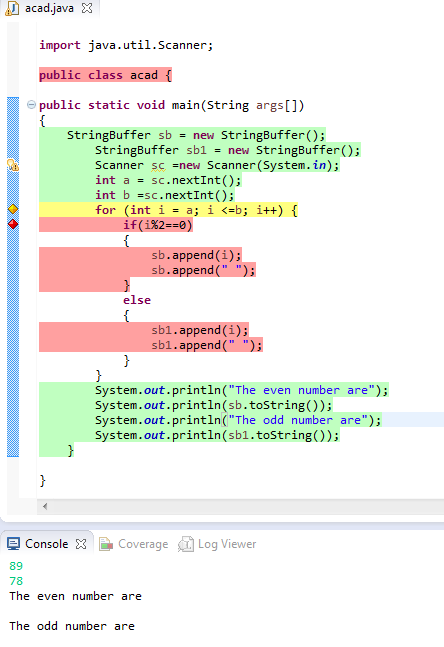 acad.java
import java.util.Scanner;
public class acad {
public static void main(String args[])
{
StringBuffer sb = new StringBuffer();
StringBuffer sb1 = new StringBuffer();
Scanner sc =new Scanner(System.in);
int a = sc.nextInt();
int b =sc.nextInt();
for (int i = a; i <=b; i++) {
if(i%2==0)
{
sb.append(i);
sb.append(" ");
}
else
{
sb1.append(i);
sb1.append(" ");
}
}
System.out.println("The even number are");
System.out.println(sb.toString());
System.out.println("The odd number are");
System.out.println(sb1.toString());
}
}
Console Coverage Log Viewer
89
78
The even number are
The odd number are